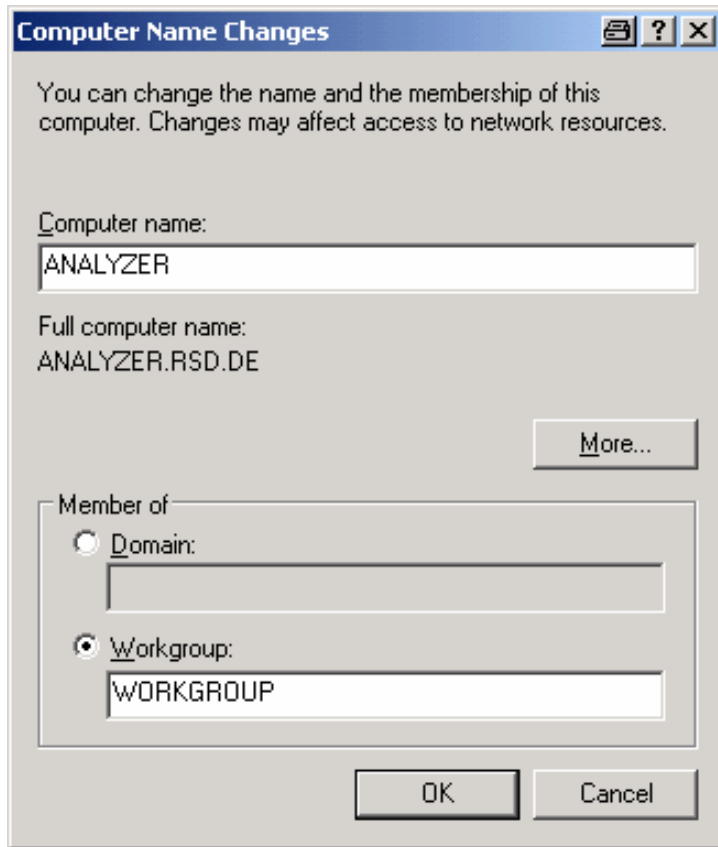 Computer Name Changes
You can change the name and the membership of this
computer. Changes may affect access to network resources.
Computer name:
ANALYZER
Full computer name:
ANALYZER.RSD.DE
More...
Member of
Domain:
Workgroup:
WORKGROUP
OK Cancel